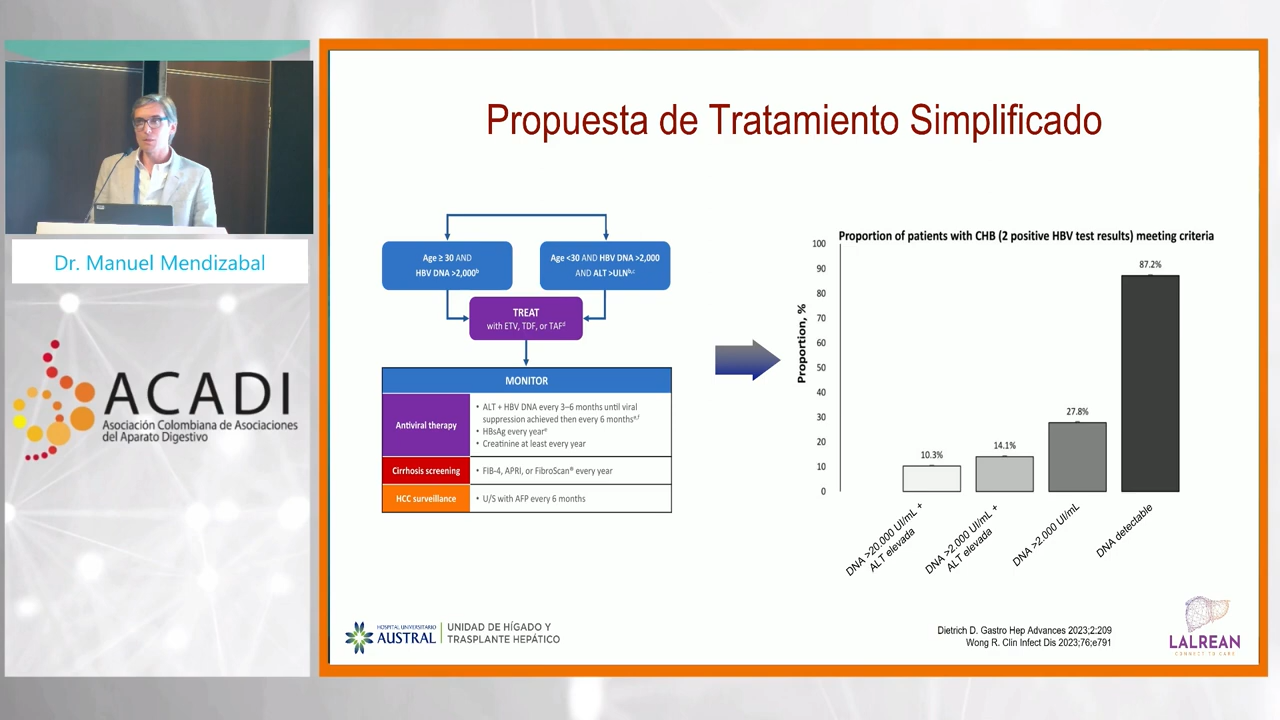 Dr. Manuel Mendizabal
ACADI
Asociación Colombiana de Asociaciones
del Aparato Digestivo
Propuesta de Tratamiento Simplificado
Age ≥ 30 AND
HBV DNA >2,000ᵇ
Age <30 AND HBV DNA >2,000
AND ALT >ULNᵇ,ᶜ
TREAT
with ETV, TDF, or TAFᵈ
MONITOR
Antiviral therapy
• ALT + HBV DNA every 3–6 months until viral
suppression achieved then every 6 monthsᵉ,ᶠ
• HBsAg every yearᵉ
• Creatinine at least every year
Cirrhosis screening
• FIB-4, APRI, or FibroScan® every year
HCC surveillance
• U/S with AFP every 6 months
Proportion of patients with CHB (2 positive HBV test results) meeting criteria
Proportion, %
100
90
80
70
60
50
40
30
20
10
0
10.3%
14.1%
27.8%
87.2%
DNA >20.000 UI/mL +
ALT elevada
DNA >2.000 UI/mL +
ALT elevada
DNA >2.000 UI/mL
DNA detectable
HOSPITAL UNIVERSITARIO
AUSTRAL
UNIDAD DE HÍGADO Y
TRASPLANTE HEPÁTICO
Dietrich D. Gastro Hep Advances 2023;2:209
Wong R. Clin Infect Dis 2023;76;e791
LALREAN
CONNECT TO CARE